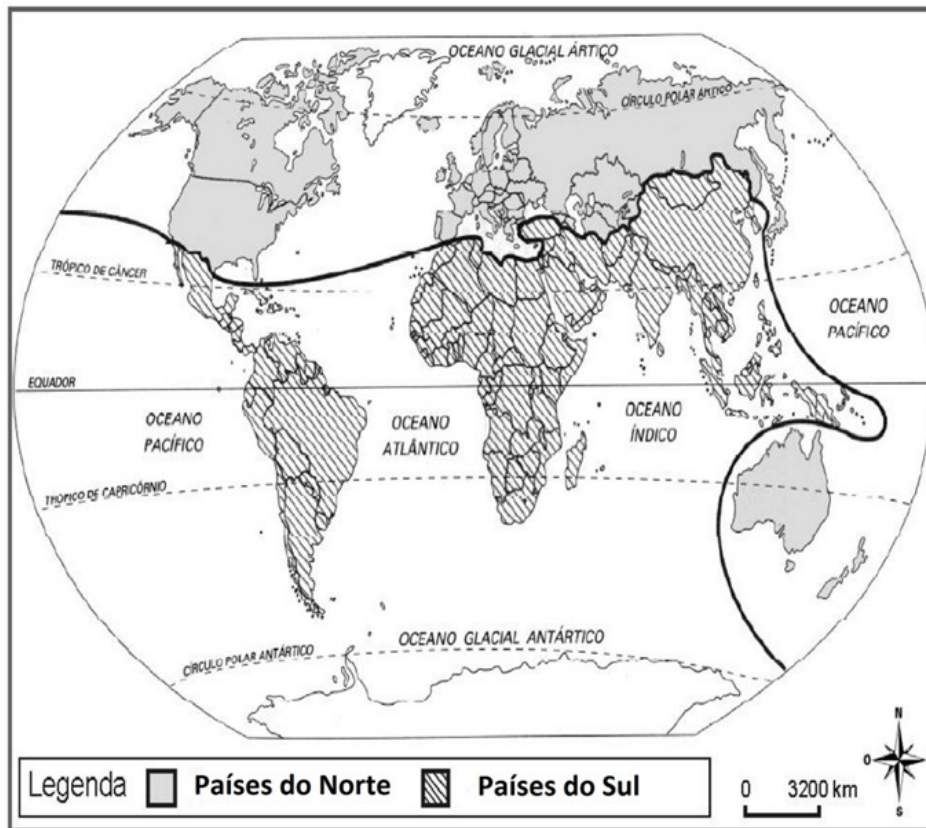 OCEANO GLACIAL ÁRTICO
CÍRCULO POLAR ÁRTICO
TRÓPICO DE CÂNCER
OCEANO
PACÍFICO
EQUADOR
OCEANO
PACÍFICO
OCEANO
ATLÂNTICO
OCEANO
ÍNDICO
TRÓPICO DE CAPRICÓRNIO
OCEANO GLACIAL ANTÁRTICO
CÍRCULO POLAR ANTÁRTICO
N
O
S
Legenda
Países do Norte
Países do Sul
0 3200 km